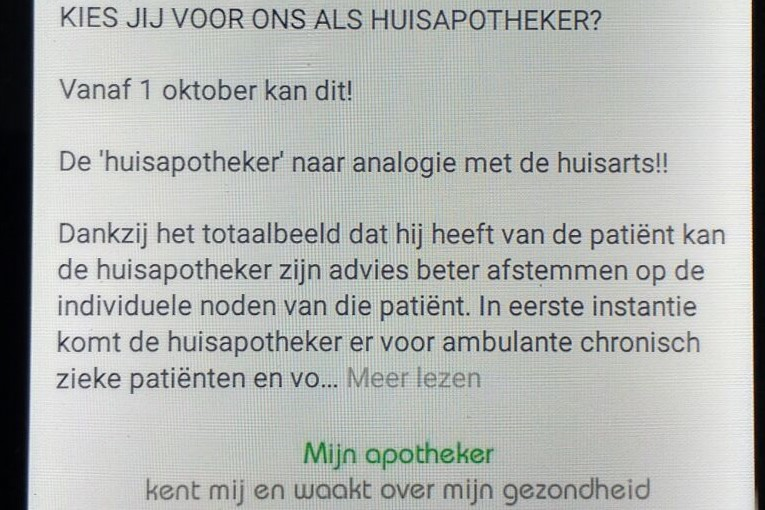 KIES JIJ VOOR ONS ALS HUISAPOTHEKER?
Vanaf 1 oktober kan dit!
De 'huisapotheker' naar analogie met de huisarts!!
Dankzij het totaalbeeld dat hij heeft van de patiënt kan
de huisapotheker zijn advies beter afstemmen op de
individuele noden van die patiënt. In eerste instantie
komt de huisapotheker er voor ambulante chronisch
zieke patiënten en vo... Meer lezen
Mijn apotheker
kent mij en waakt over mijn gezondheid